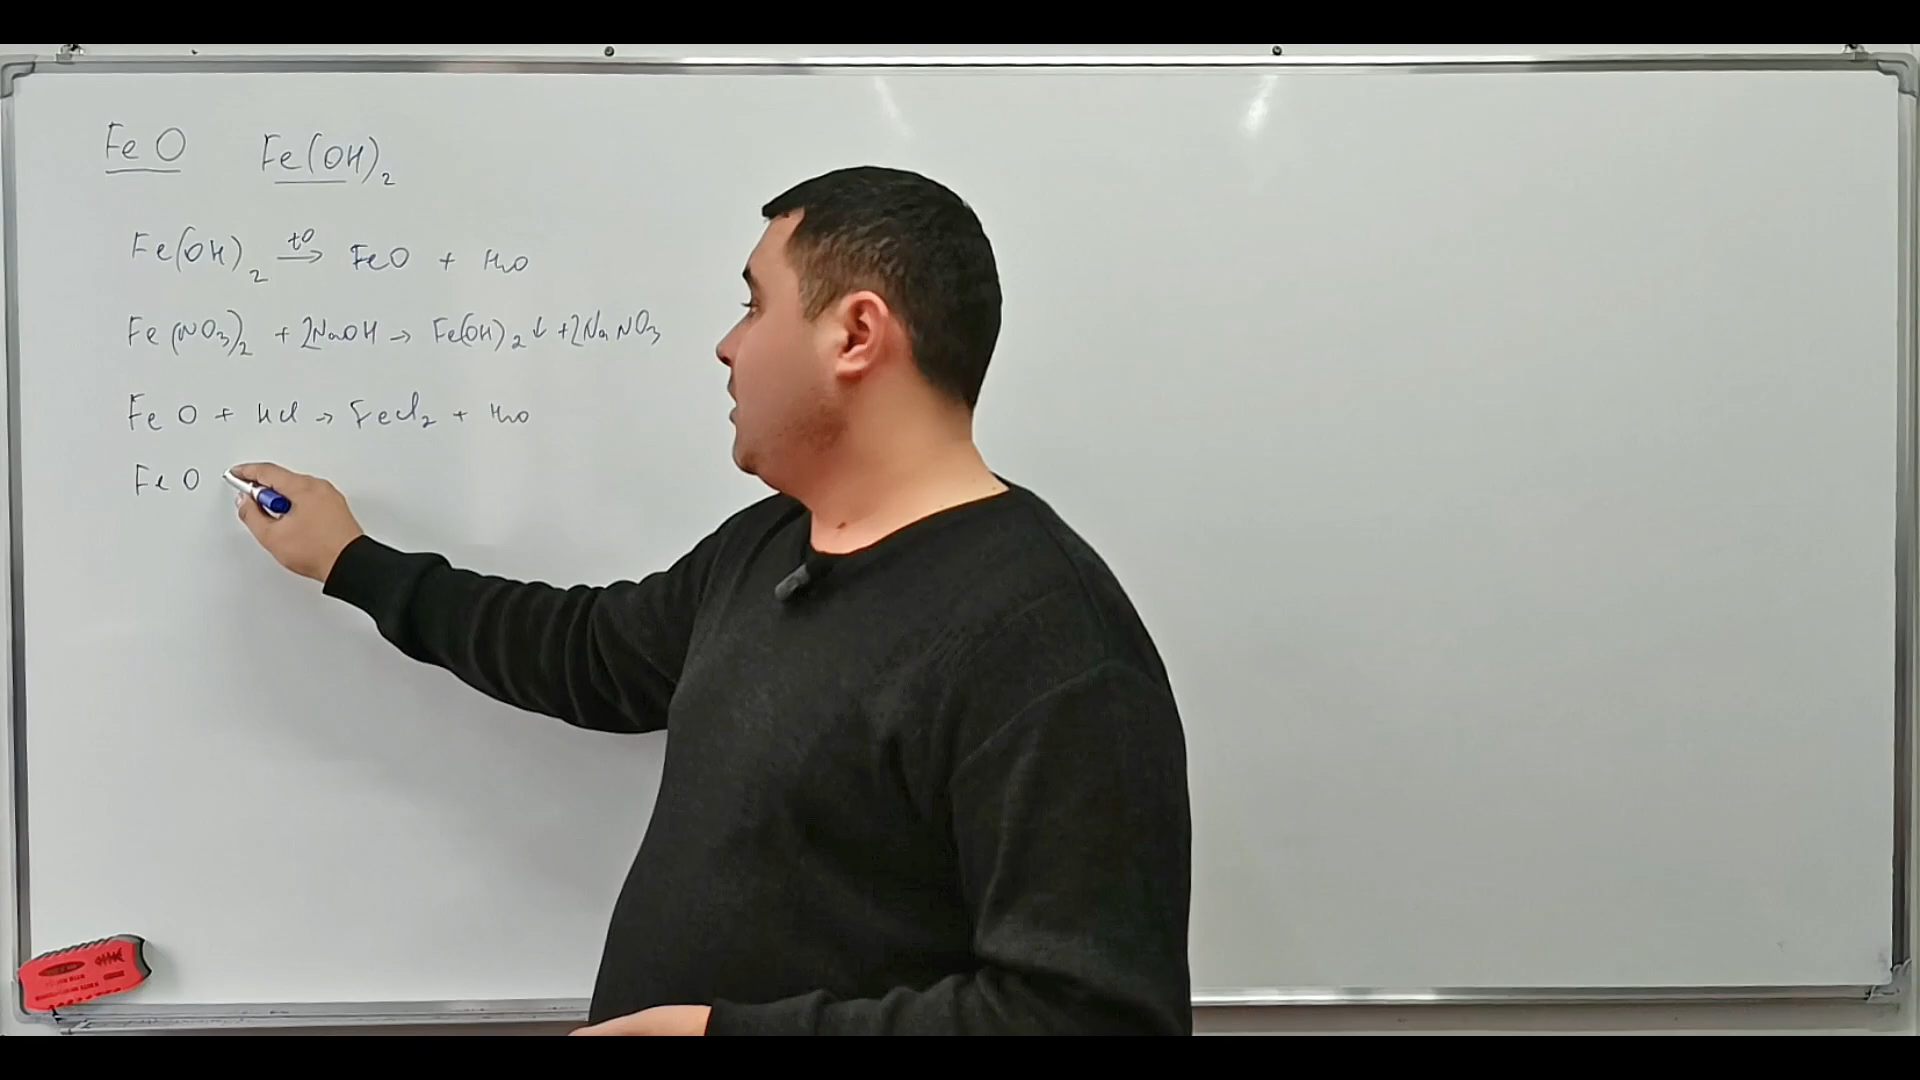 FeO Fe(OH)₂
Fe(OH)₂ →t⁰ FeO + H₂O
Fe(NO₃)₂ + 2NaOH → Fe(OH)₂↓ + 2NaNO₃
FeO + HCl → FeCl₂ + H₂O
FeO